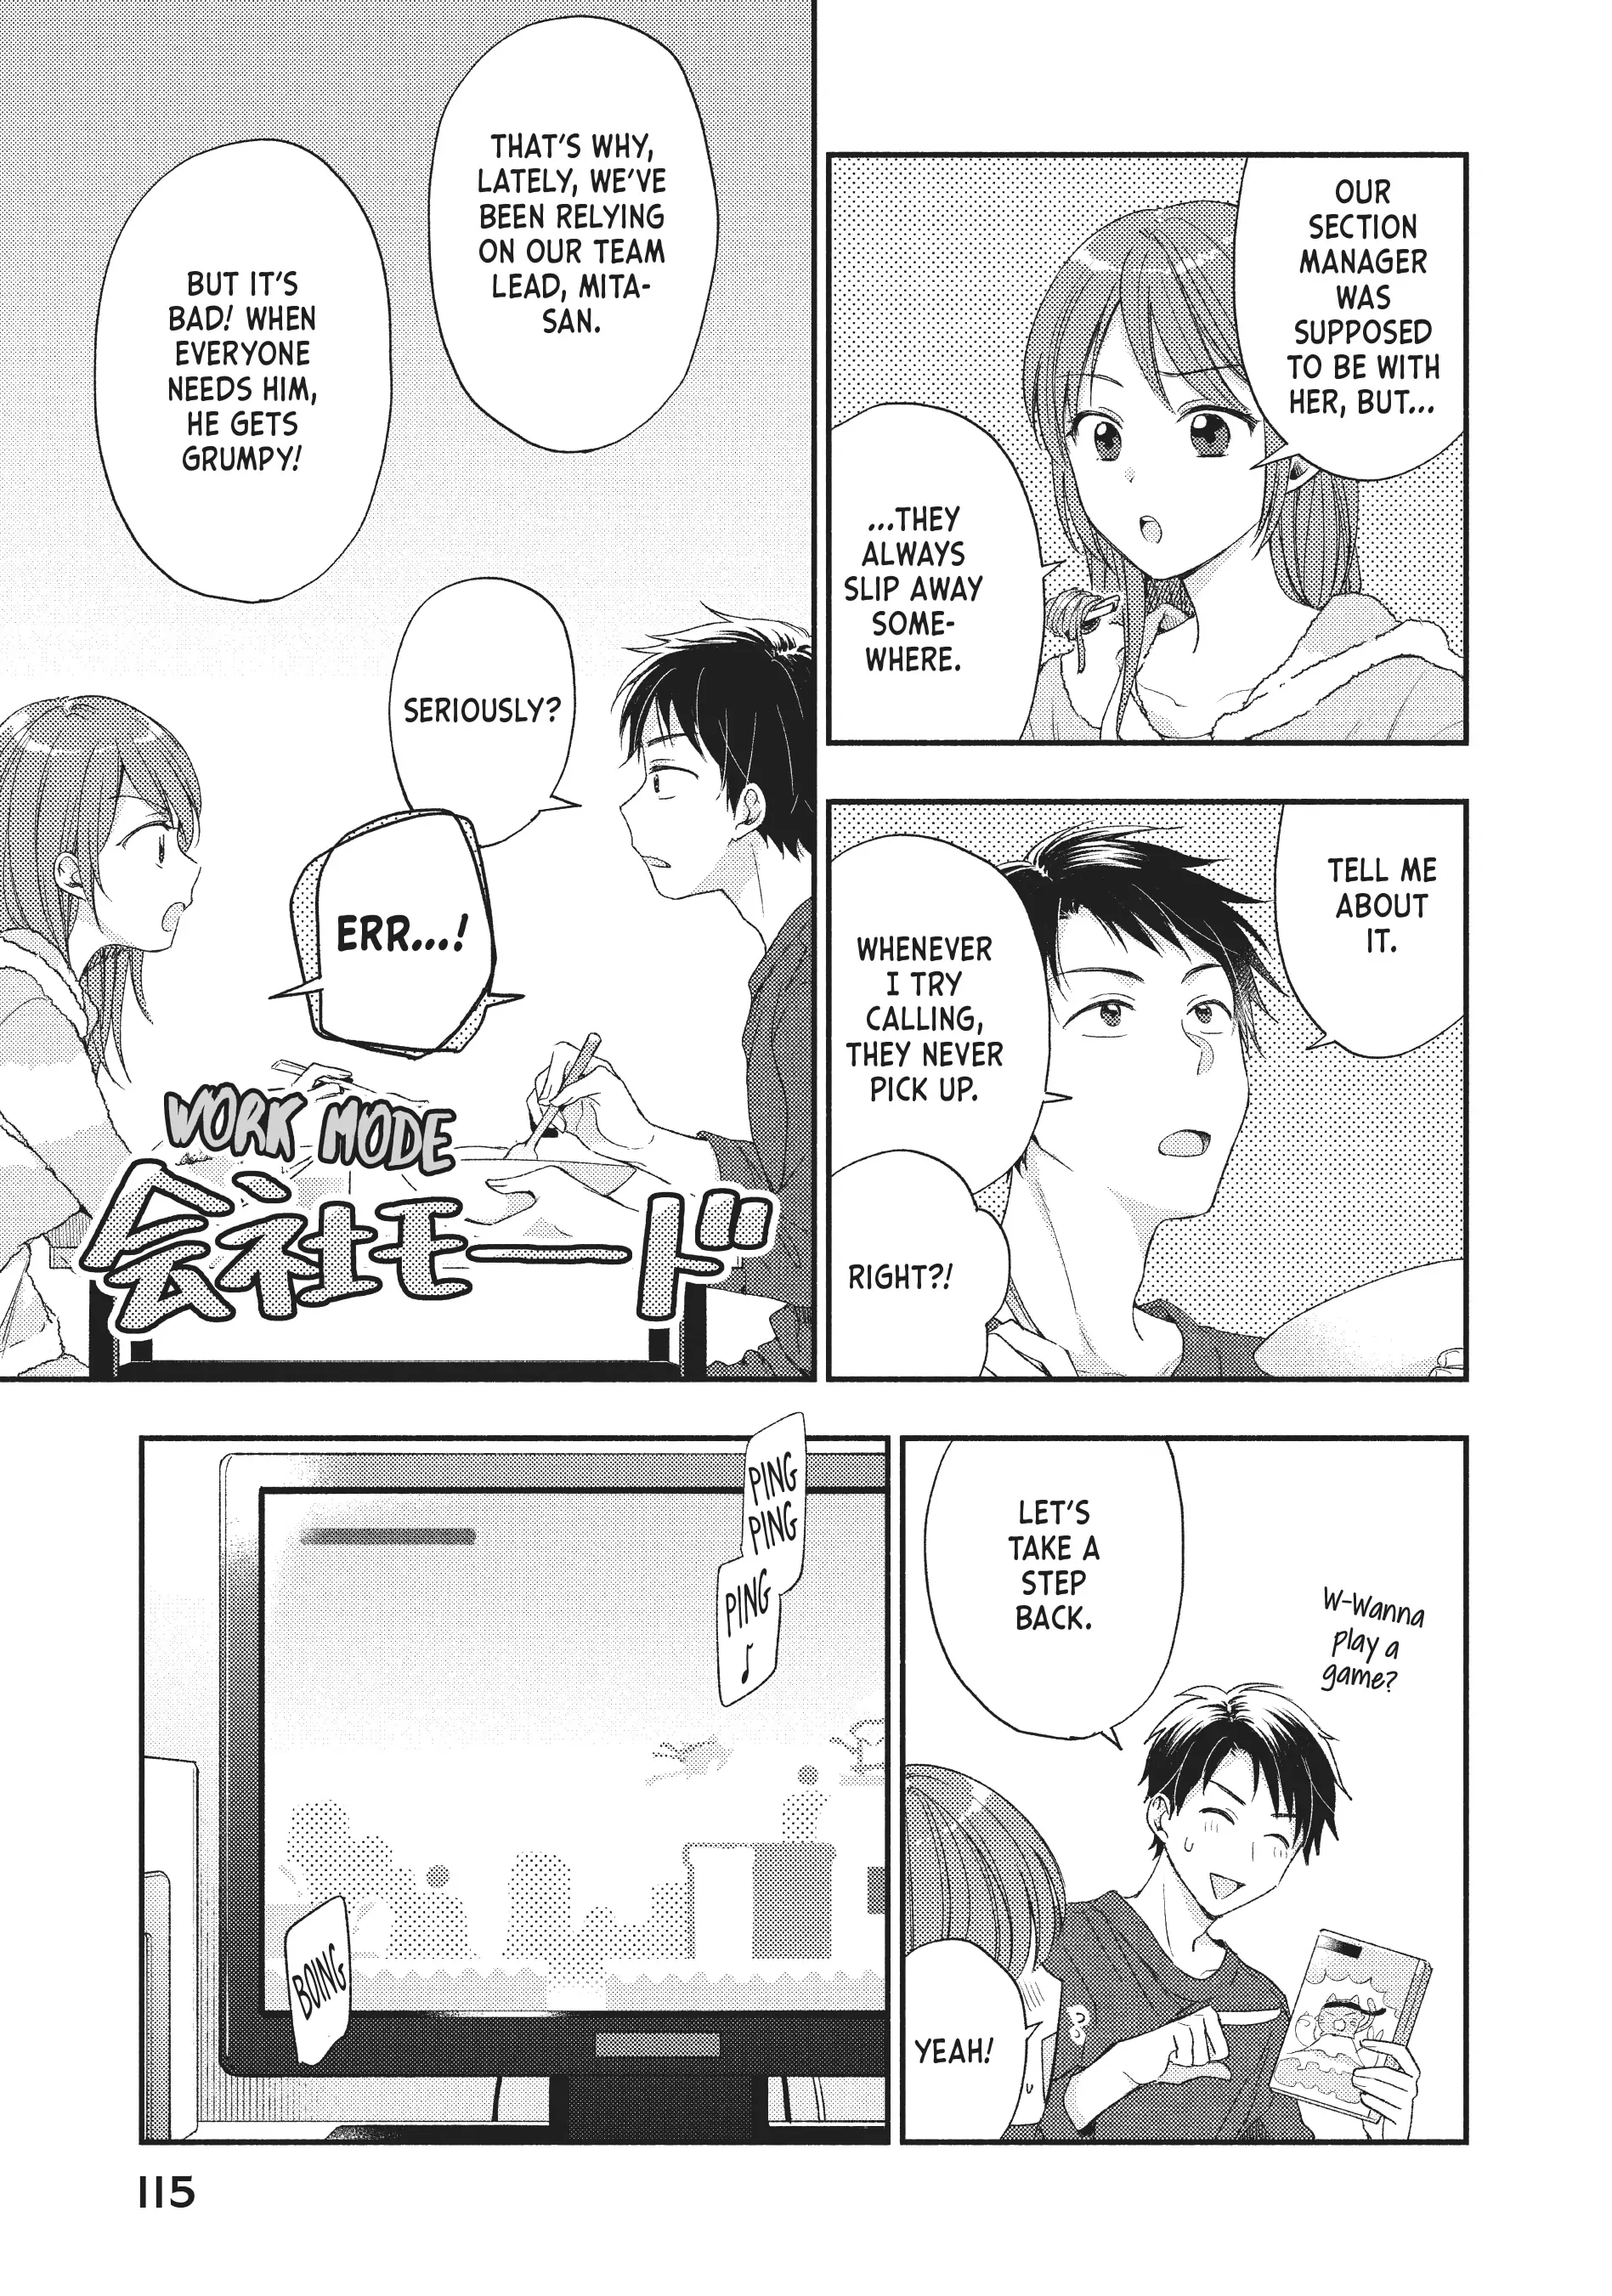 OUR
SECTION
MANAGER
WAS
SUPPOSED
TO BE WITH
HER, BUT...
...THEY
ALWAYS
SLIP AWAY
SOME-
WHERE.
TELL ME
ABOUT
IT.
WHENEVER
I TRY
CALLING,
THEY NEVER
PICK UP.
RIGHT?!
THAT'S WHY,
LATELY, WE'VE
BEEN RELYING
ON OUR TEAM
LEAD, MITA-
SAN.
BUT IT'S
BAD! WHEN
EVERYONE
NEEDS HIM,
HE GETS
GRUMPY!
SERIOUSLY?
ERR...!
WORK MODE
会社モード
LET'S
TAKE A
STEP
BACK.
W-Wanna
play a
game?
YEAH!
PING
PING
PING
♪
BOING
115